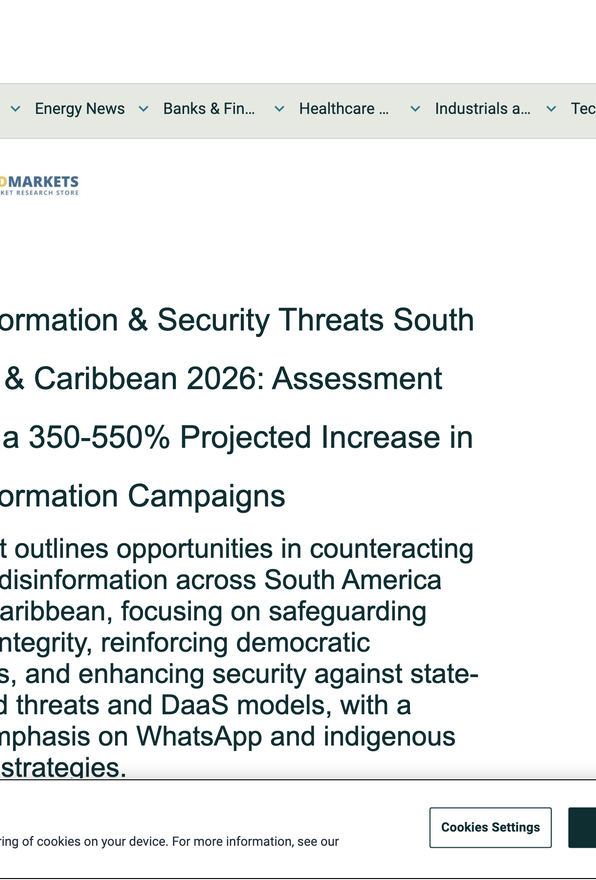 Energy News Banks & Fin... Healthcare ... Industrials a... Tec
DMARKETS
KET RESEARCH STORE
ormation & Security Threats South
& Caribbean 2026: Assessment
a 350-550% Projected Increase in
ormation Campaigns
t outlines opportunities in counteracting
disinformation across South America
aribbean, focusing on safeguarding
ntegrity, reinforcing democratic
s, and enhancing security against state-
d threats and DaaS models, with a
mphasis on WhatsApp and indigenous
strategies.
Cookies Settings
ring of cookies on your device. For more information, see our